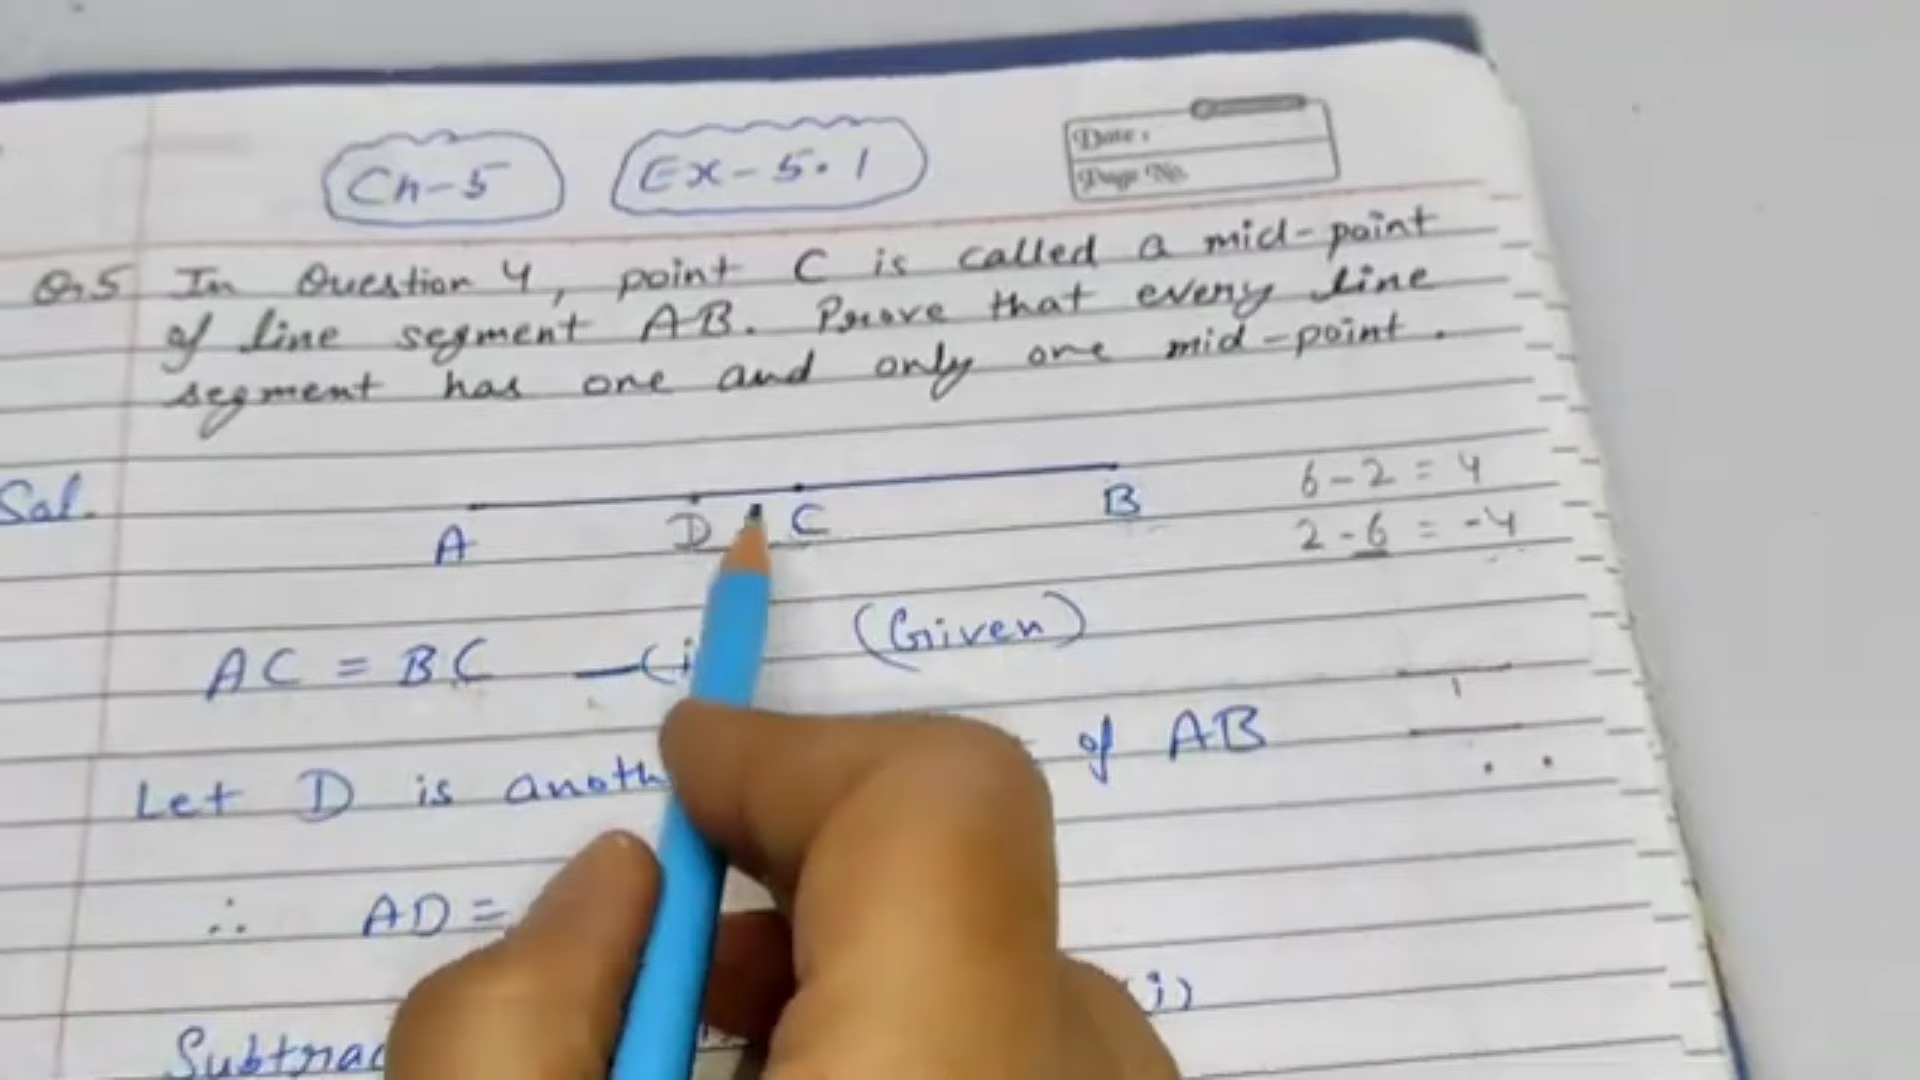 Ch-5 Ex-5.1
Date :
Page No.
Q.5 In Question 4, point C is called a mid-point
of line segment AB. Prove that every line
segment has one and only one mid-point.
Sol.
A D C B
6-2 = 4
2-6 = -4
AC = BC —(i (Given)
Let D is anoth of AB
∴ AD =
i)
Subtrac